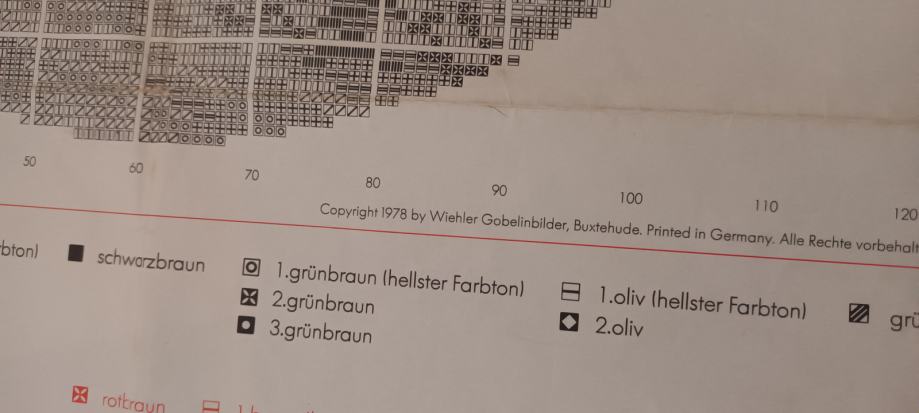 50 60 70 80 90 100 110 120
Copyright 1978 by Wiehler Gobelinbilder, Buxtehude. Printed in Germany. Alle Rechte vorbehalt
schwarzbraun
1.grünbraun (hellster Farbton)
2.grünbraun
3.grünbraun
1.oliv (hellster Farbton)
2.oliv
rotbraun